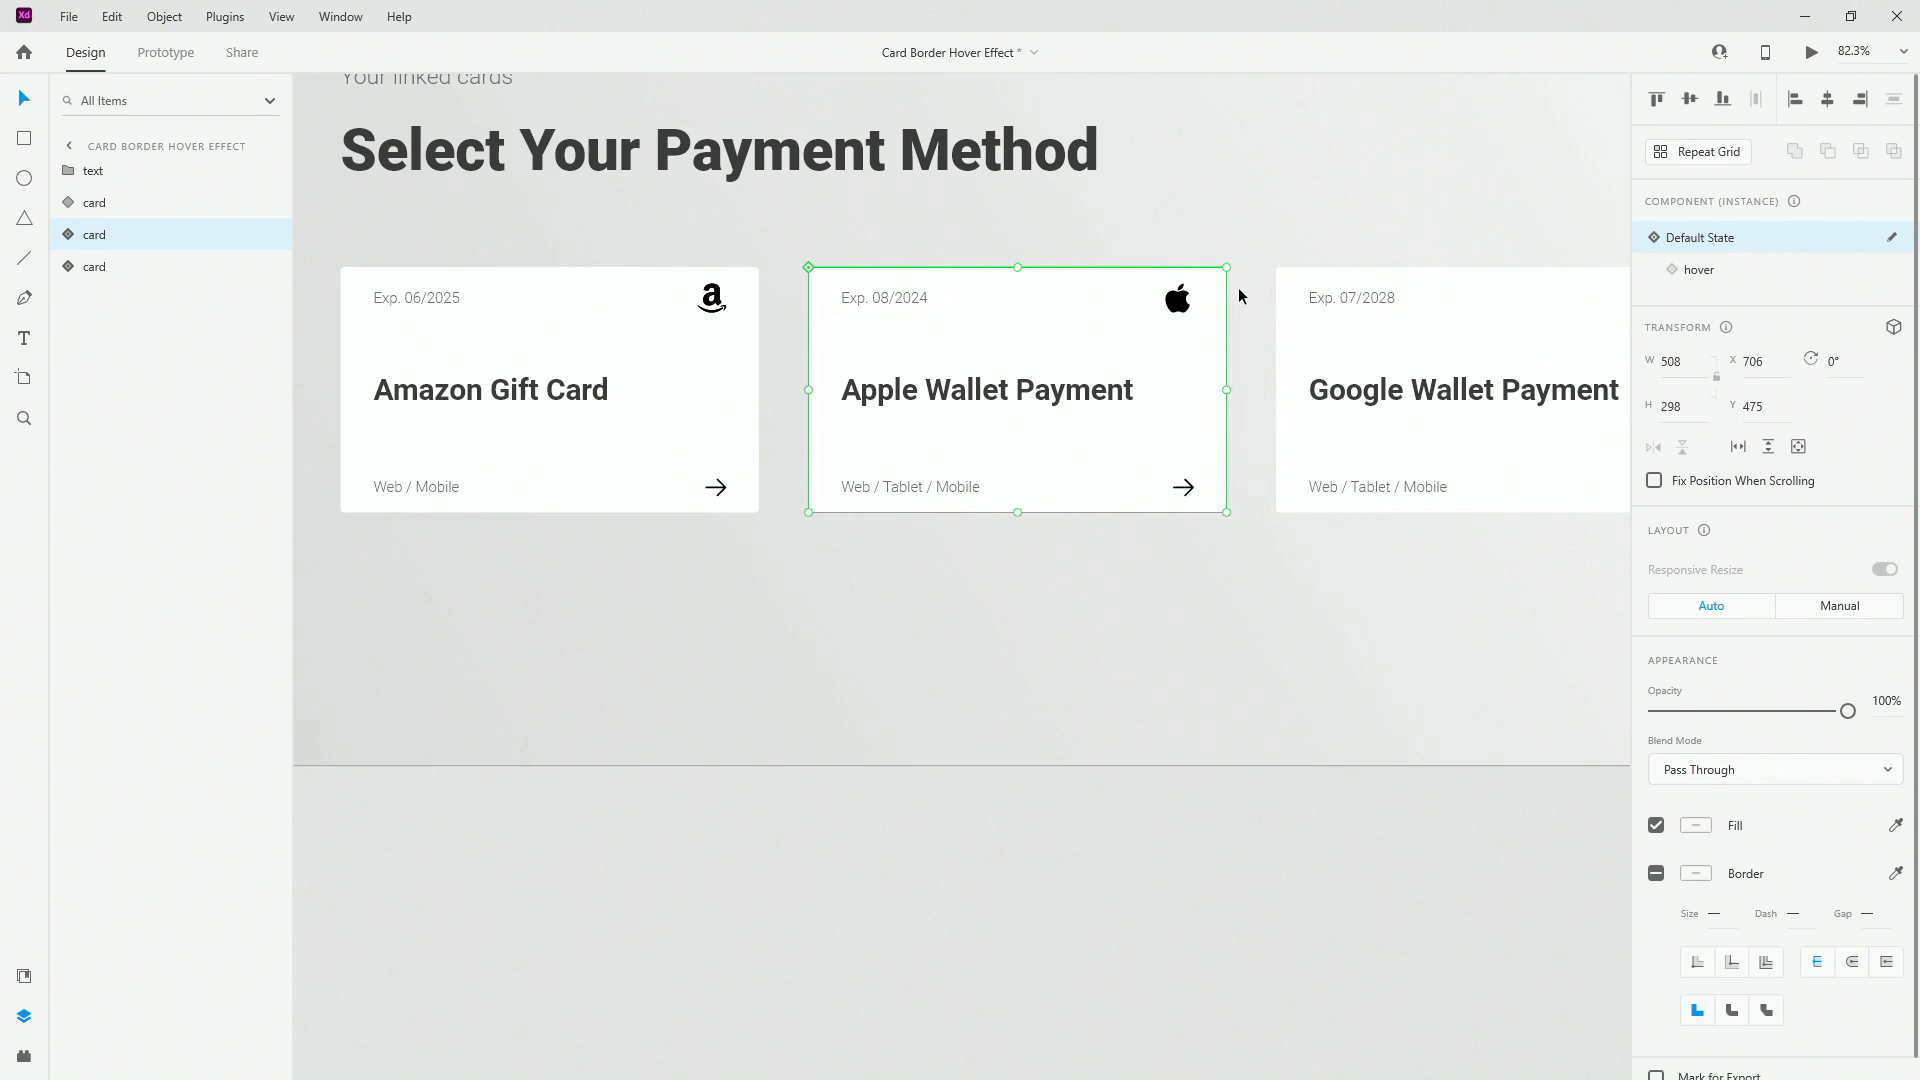 Xd File Edit Object Plugins View Window Help
Design Prototype Share
Card Border Hover Effect *
82.3%
All Items
CARD BORDER HOVER EFFECT
text
card
card
card
Your linked cards
Select Your Payment Method
Exp. 06/2025
Amazon Gift Card
Web / Mobile
Exp. 08/2024
Apple Wallet Payment
Web / Tablet / Mobile
Exp. 07/2028
Google Wallet Payment
Web / Tablet / Mobile
Repeat Grid
COMPONENT (INSTANCE)
Default State
hover
TRANSFORM
W 508 X 706 0°
H 298 Y 475
Fix Position When Scrolling
LAYOUT
Responsive Resize
Auto Manual
APPEARANCE
Opacity
100%
Blend Mode
Pass Through
Fill
Border
Size — Dash — Gap —
Mark for Export